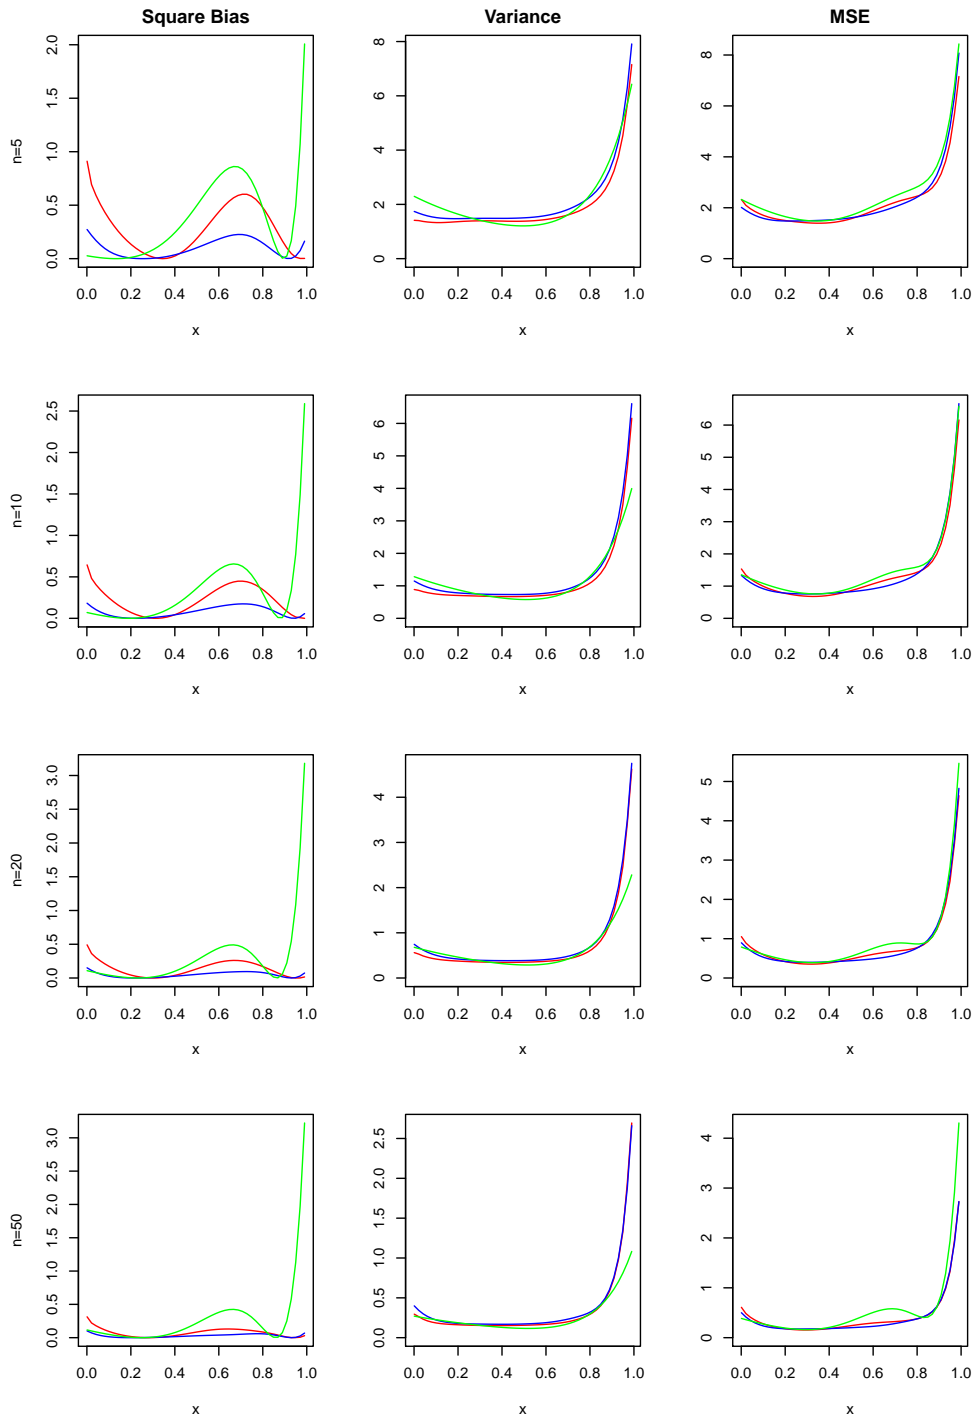 Square Bias Variance MSE
n=5
0.0 0.5 1.0 1.5 2.0
0.0 0.2 0.4 0.6 0.8 1.0
x
0 2 4 6 8
0.0 0.2 0.4 0.6 0.8 1.0
x
0 2 4 6 8
0.0 0.2 0.4 0.6 0.8 1.0
x
n=10
0.0 0.5 1.0 1.5 2.0 2.5
0.0 0.2 0.4 0.6 0.8 1.0
x
0 1 2 3 4 5 6
0.0 0.2 0.4 0.6 0.8 1.0
x
0 1 2 3 4 5 6
0.0 0.2 0.4 0.6 0.8 1.0
x
n=20
0.0 0.5 1.0 1.5 2.0 2.5 3.0
0.0 0.2 0.4 0.6 0.8 1.0
x
0 1 2 3 4
0.0 0.2 0.4 0.6 0.8 1.0
x
0 1 2 3 4 5
0.0 0.2 0.4 0.6 0.8 1.0
x
n=50
0.0 0.5 1.0 1.5 2.0 2.5 3.0
0.0 0.2 0.4 0.6 0.8 1.0
x
0.0 0.5 1.0 1.5 2.0 2.5
0.0 0.2 0.4 0.6 0.8 1.0
x
0 1 2 3 4
0.0 0.2 0.4 0.6 0.8 1.0
x